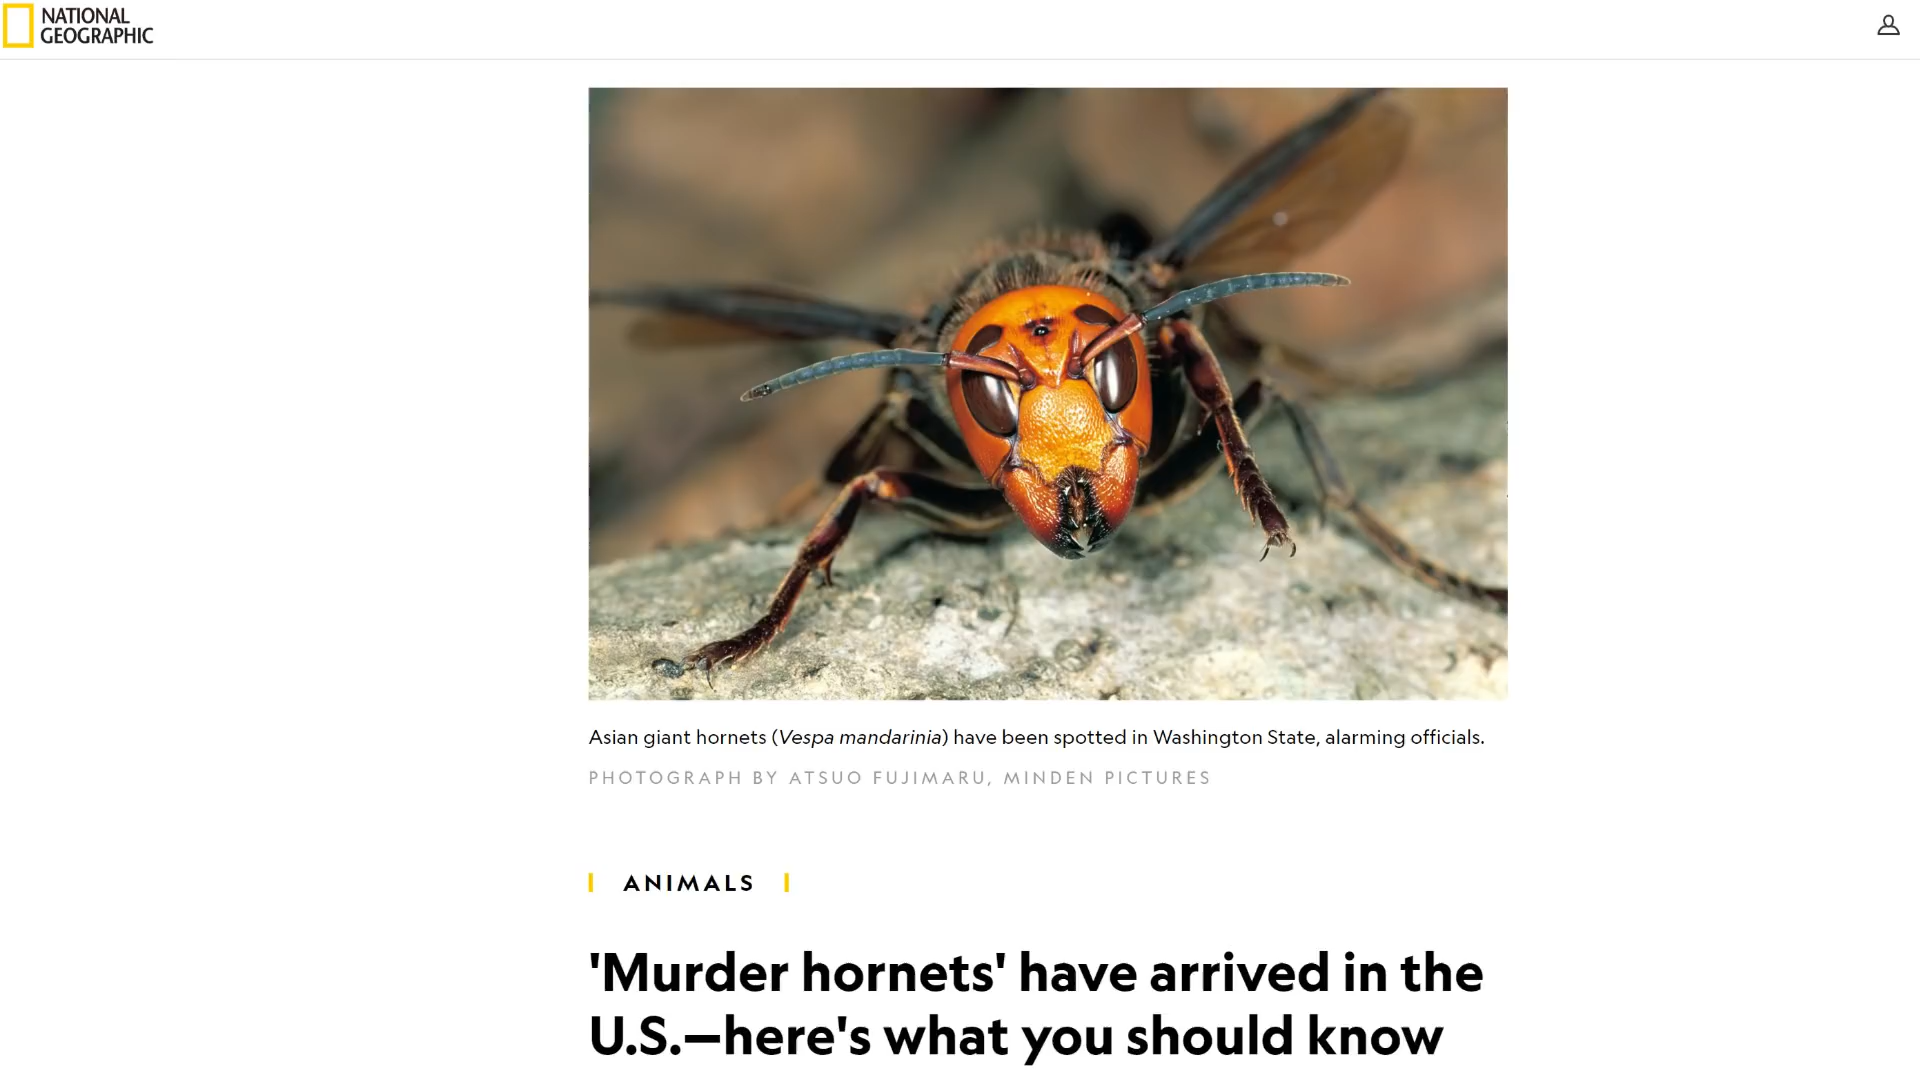 NATIONAL
GEOGRAPHIC
Asian giant hornets (Vespa mandarinia) have been spotted in Washington State, alarming officials.
PHOTOGRAPH BY ATSUO FUJIMARU, MINDEN PICTURES
ANIMALS
'Murder hornets' have arrived in the
U.S.—here's what you should know